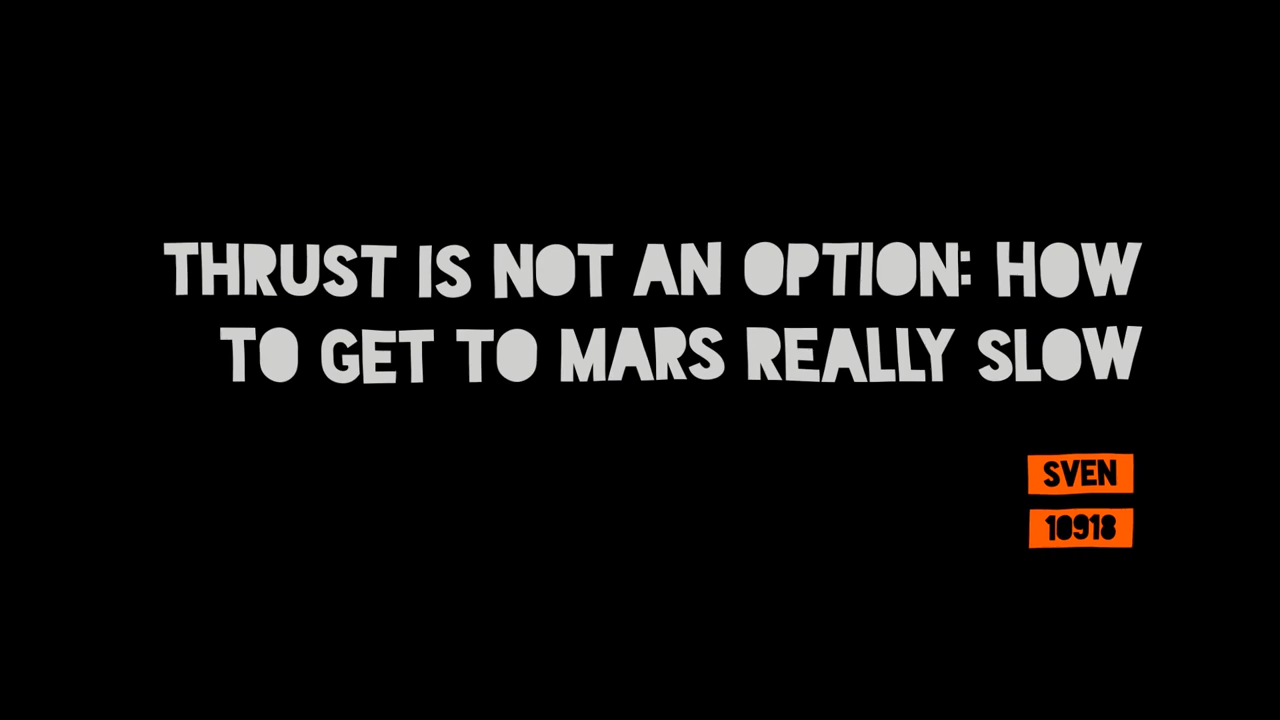 THRUST IS NOT AN OPTION: HOW
TO GET TO MARS REALLY SLOW
SVEN
10918